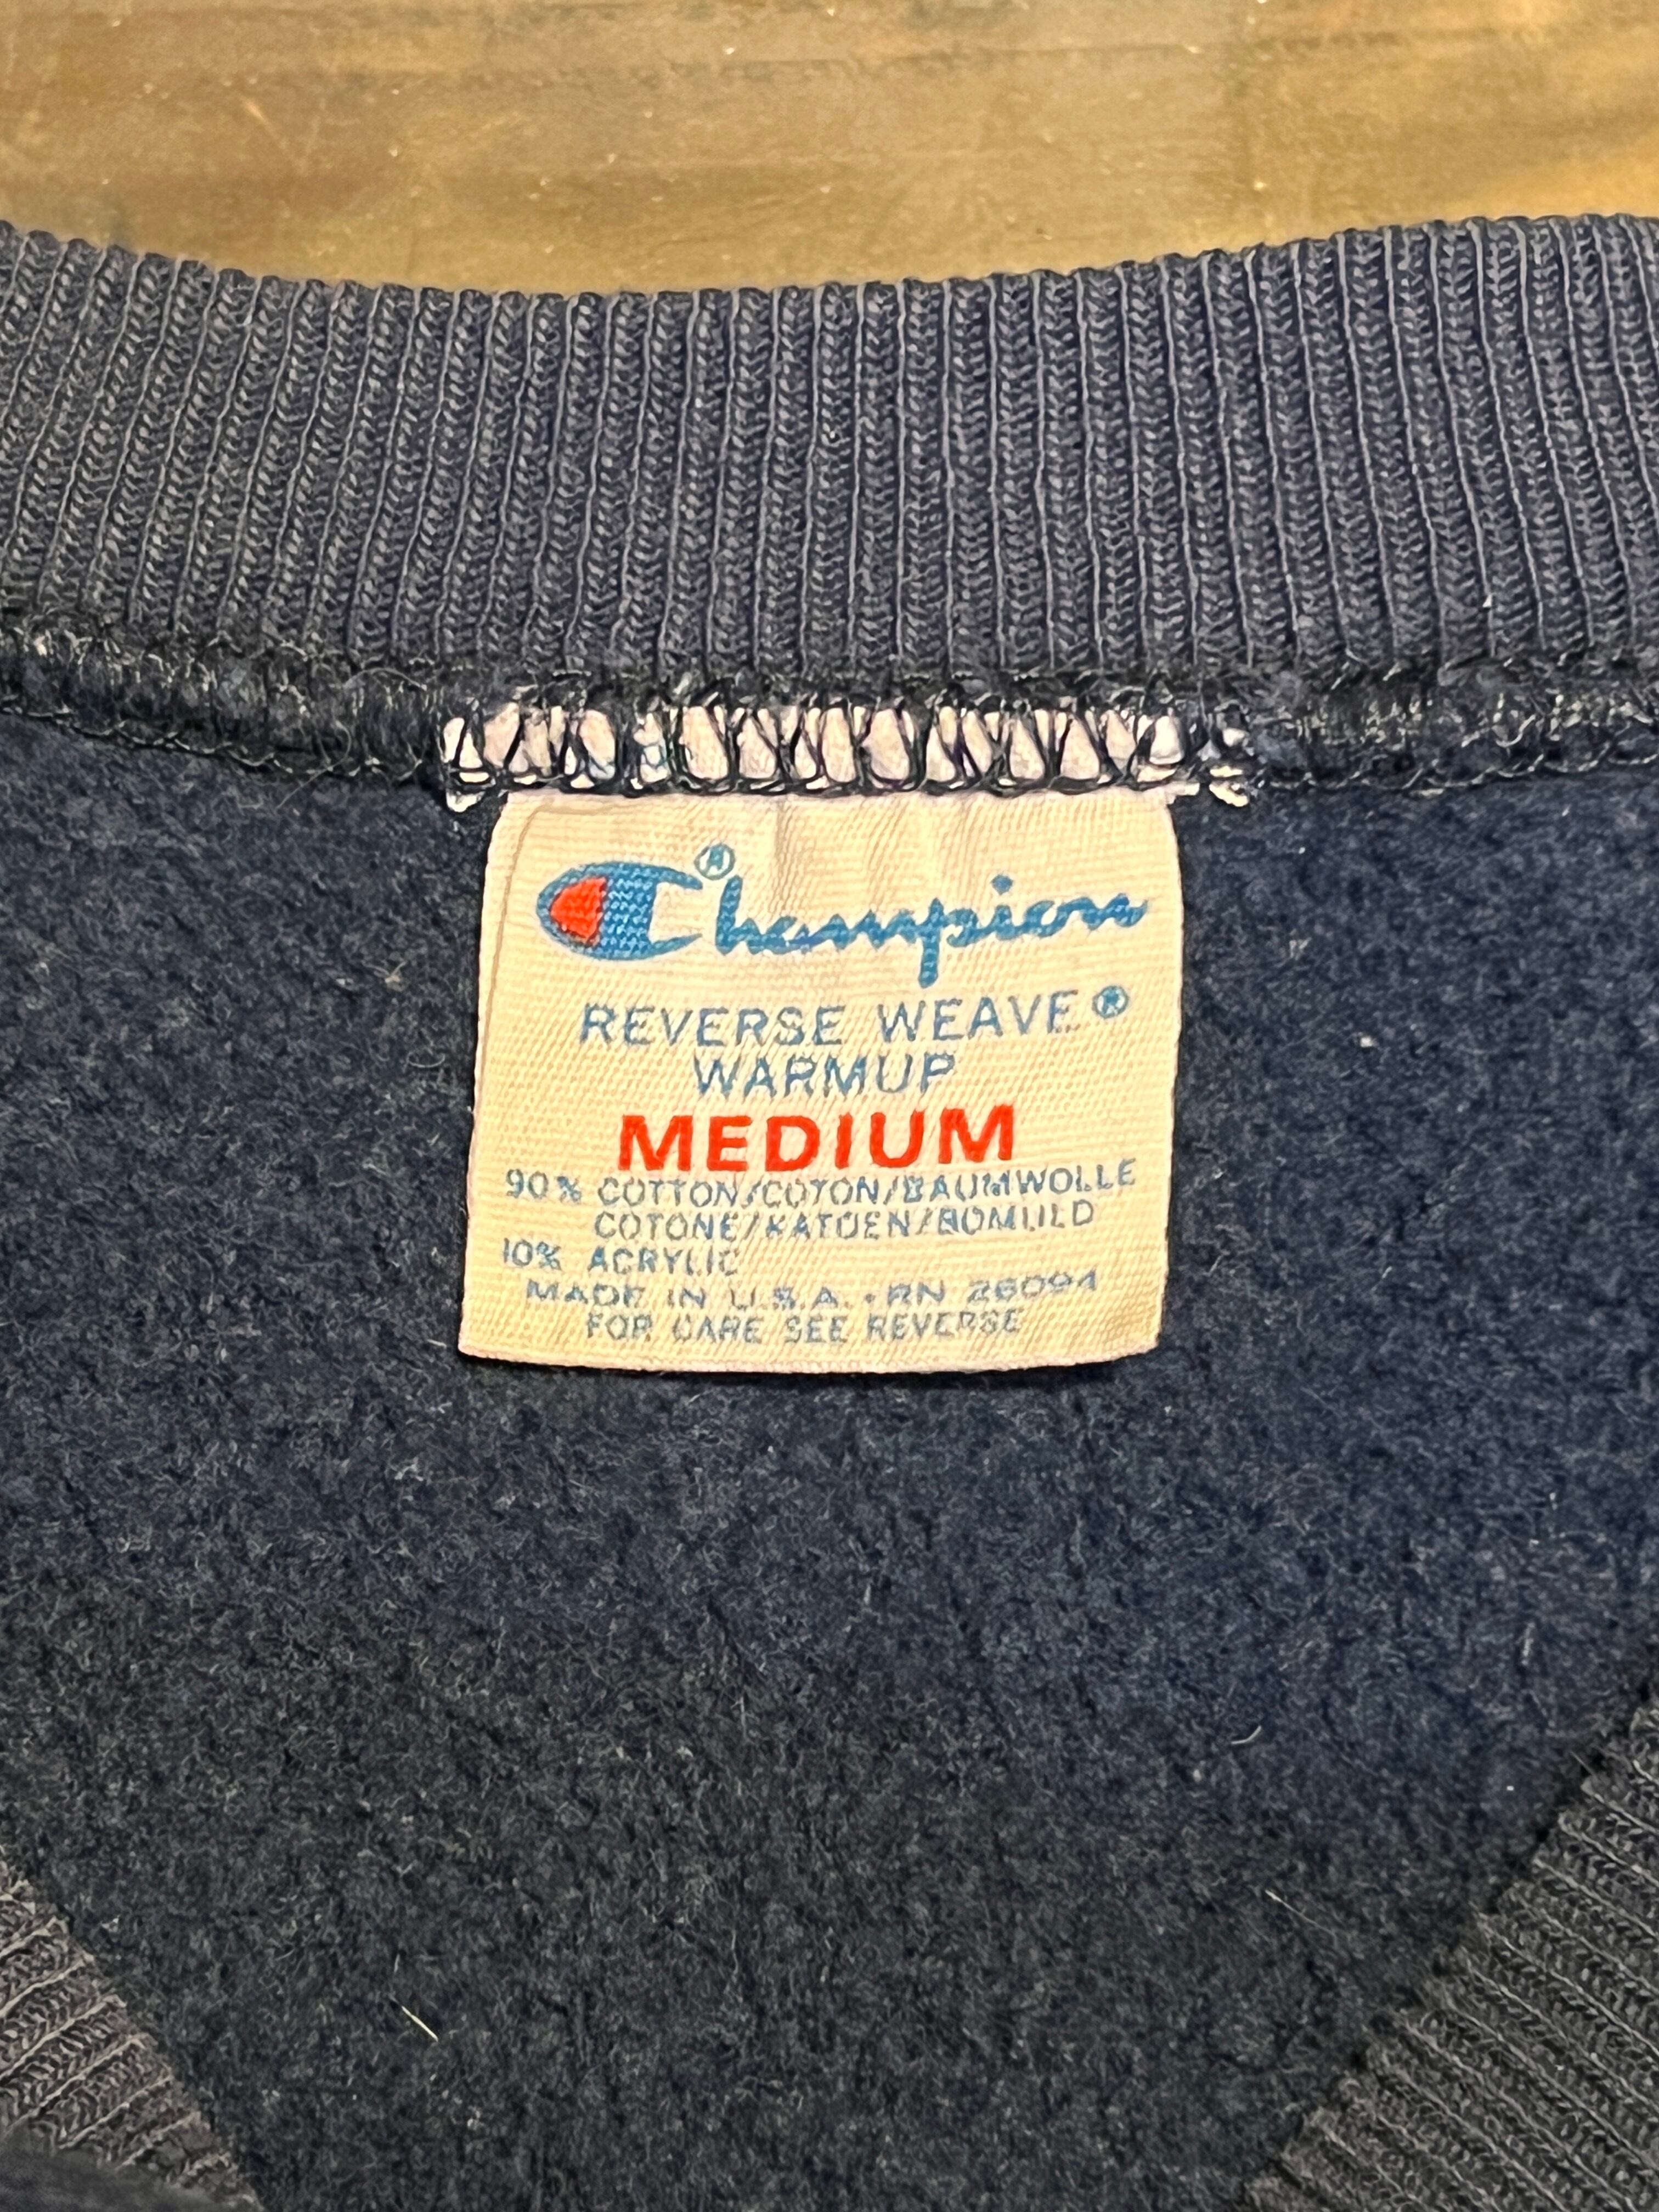 Champion®
REVERSE WEAVE®
WARMUP
MEDIUM
90% COTTON/COTON/BAUMWOLLE
COTONE/KATOEN/BOMULD
10% ACRYLIC
MADE IN U.S.A. • RN 26094
FOR CARE SEE REVERSE